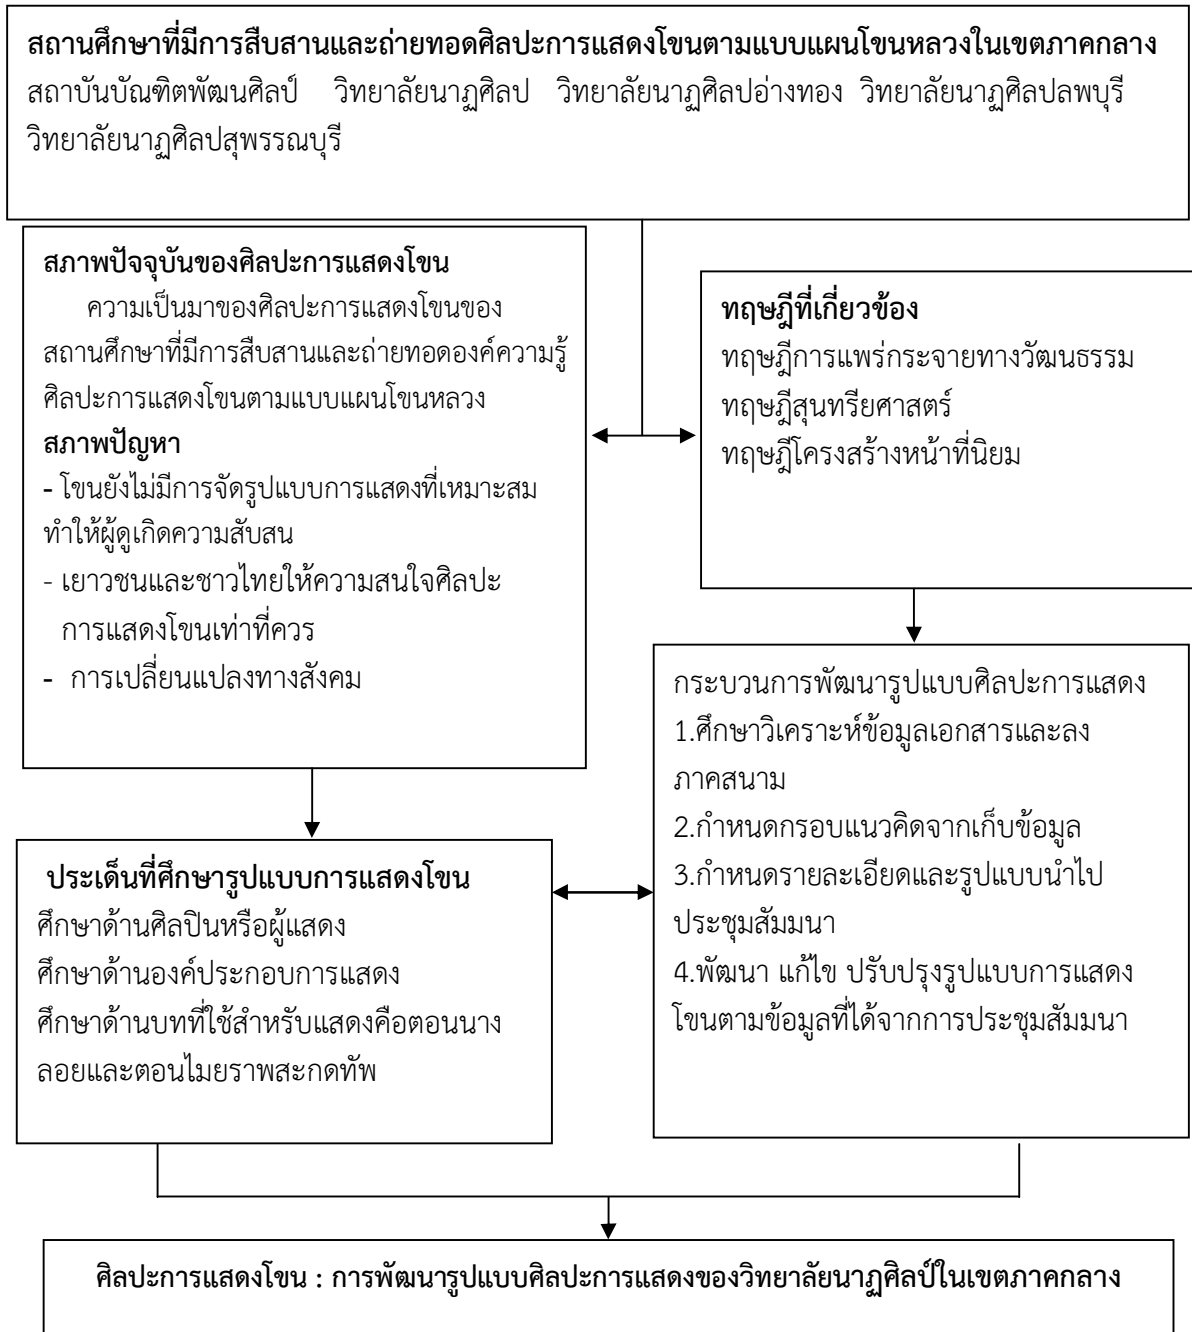 สถานศึกษาที่มีการสืบสานและถ่ายทอดศิลปะการแสดงโขนตามแบบแผนโขนหลวงในเขตภาคกลาง
สถาบันบัณฑิตพัฒนศิลป์ วิทยาลัยนาฏศิลป วิทยาลัยนาฏศิลปอ่างทอง วิทยาลัยนาฏศิลปลพบุรี
วิทยาลัยนาฏศิลปสุพรรณบุรี
สภาพปัจจุบันของศิลปะการแสดงโขน
ความเป็นมาของศิลปะการแสดงโขนของ
สถานศึกษาที่มีการสืบสานและถ่ายทอดองค์ความรู้
ศิลปะการแสดงโขนตามแบบแผนโขนหลวง
สภาพปัญหา
- โขนยังไม่มีการจัดรูปแบบการแสดงที่เหมาะสม
ทำให้ผู้ดูเกิดความสับสน
- เยาวชนและชาวไทยให้ความสนใจศิลปะ
การแสดงโขนเท่าที่ควร
- การเปลี่ยนแปลงทางสังคม
ทฤษฎีที่เกี่ยวข้อง
ทฤษฎีการแพร่กระจายทางวัฒนธรรม
ทฤษฎีสุนทรียศาสตร์
ทฤษฎีโครงสร้างหน้าที่นิยม
กระบวนการพัฒนารูปแบบศิลปะการแสดง
1.ศึกษาวิเคราะห์ข้อมูลเอกสารและลง
ภาคสนาม
2.กำหนดกรอบแนวคิดจากเก็บข้อมูล
3.กำหนดรายละเอียดและรูปแบบนำไป
ประชุมสัมมนา
4.พัฒนา แก้ไข ปรับปรุงรูปแบบการแสดง
โขนตามข้อมูลที่ได้จากการประชุมสัมมนา
ประเด็นที่ศึกษารูปแบบการแสดงโขน
ศึกษาด้านศิลปินหรือผู้แสดง
ศึกษาด้านองค์ประกอบการแสดง
ศึกษาด้านบทที่ใช้สำหรับแสดงคือตอนนาง
ลอยและตอนไมยราพสะกดทัพ
ศิลปะการแสดงโขน : การพัฒนารูปแบบศิลปะการแสดงของวิทยาลัยนาฏศิลป์ในเขตภาคกลาง